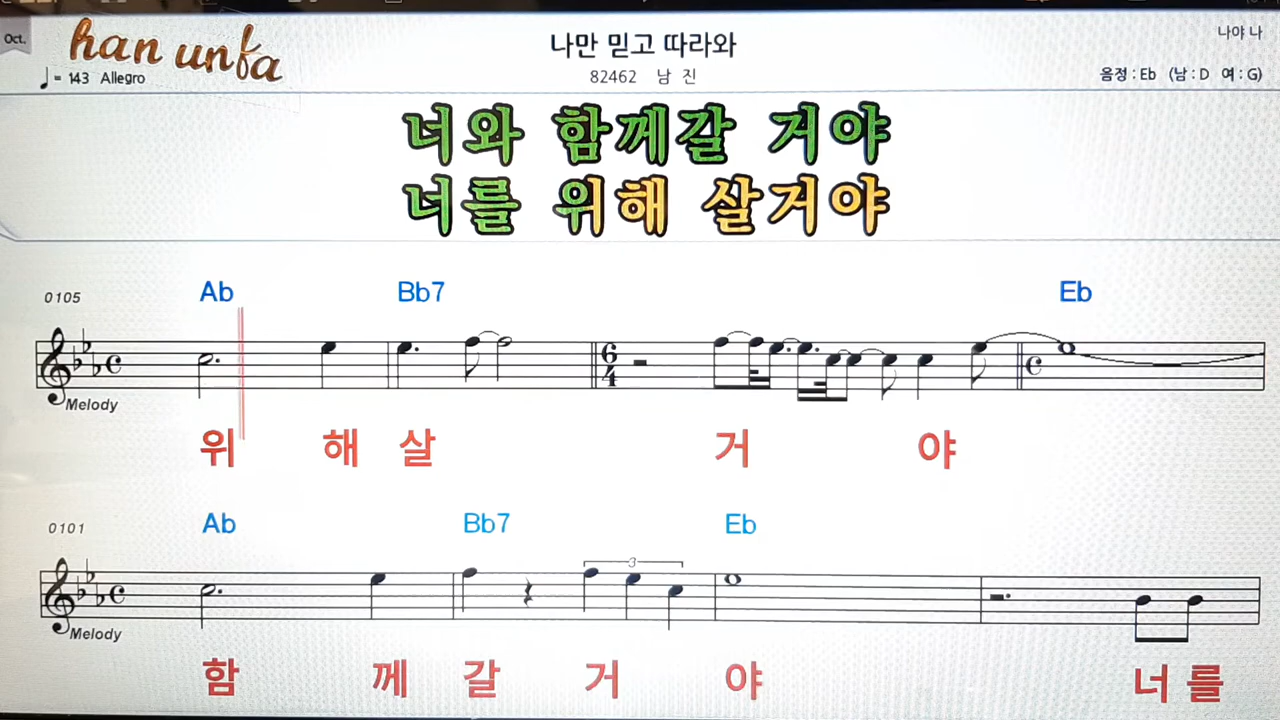 Oct.
han unfa
♩= 143 Allegro
나만 믿고 따라와
82462 남 진
나야 나
음정 : Eb (남 : D 여 : G)
너와 함께갈 거야
너를 위해 살거야
0105
Ab Bb7 Eb
6
4
Melody
위 해 살 거 야
0101
Ab Bb7 Eb
3
Melody
함 께 갈 거 야 너 를